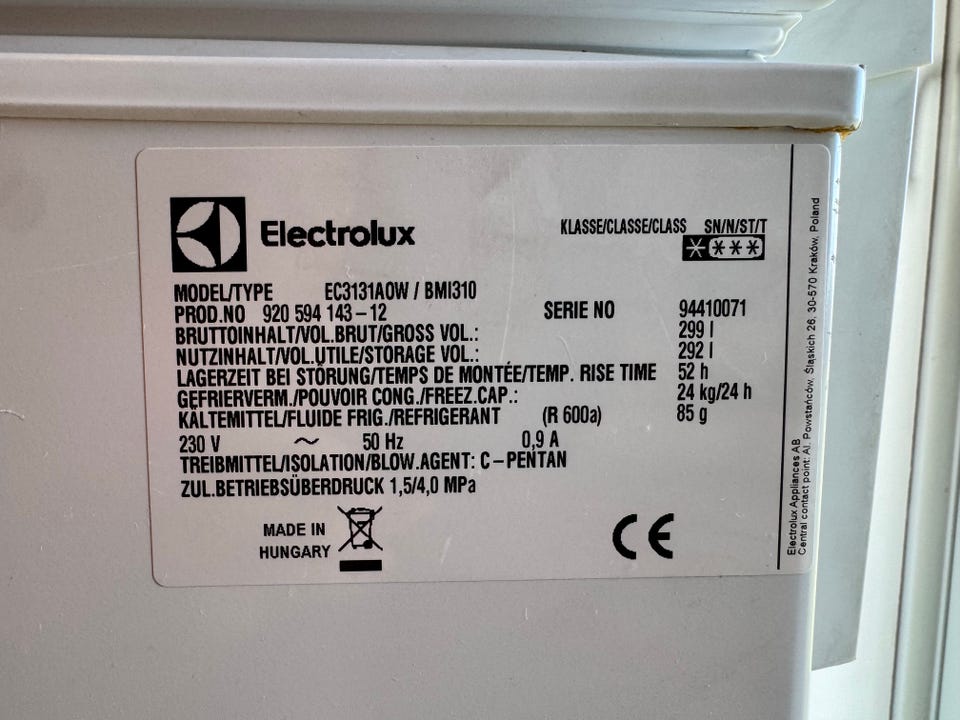 Electrolux
KLASSE/CLASSE/CLASS SN/N/ST/T
MODEL/TYPE EC3131AOW / BMI310
PROD.NO 920 594 143-12 SERIE NO 94410071
BRUTTOINHALT/VOL.BRUT/GROSS VOL.: 299 l
NUTZINHALT/VOL.UTILE/STORAGE VOL.: 292 l
LAGERZEIT BEI STÖRUNG/TEMPS DE MONTÉE/TEMP. RISE TIME 52 h
GEFRIERVERM./POUVOIR CONG./FREEZ.CAP.: 24 kg/24 h
KÄLTEMITTEL/FLUIDE FRIG./REFRIGERANT (R 600a) 85 g
230 V ~ 50 Hz 0,9 A
TREIBMITTEL/ISOLATION/BLOW.AGENT: C-PENTAN
ZUL.BETRIEBSÜBERDRUCK 1,5/4,0 MPa
MADE IN
HUNGARY
CE
Electrolux Appliances AB
Central contact point: Al. Powstańców, Śląskich 26, 30-570 Kraków, Poland